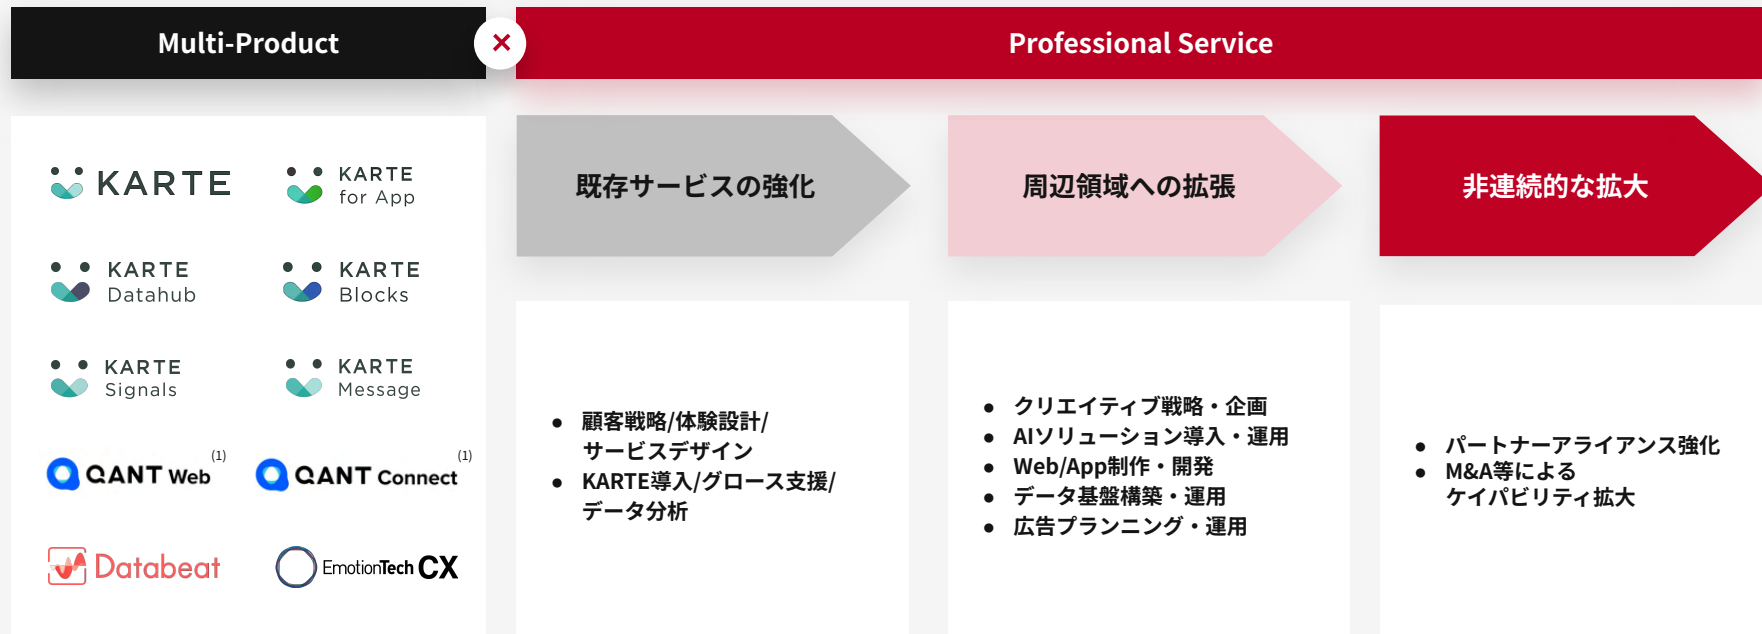 Multi-Product
×
Professional Service
KARTE
KARTE
for App
KARTE
Datahub
KARTE
Blocks
KARTE
Signals
KARTE
Message
QANT Web (1)
QANT Connect (1)
Databeat
EmotionTech CX
既存サービスの強化
● 顧客戦略/体験設計/
サービスデザイン
● KARTE導入/グロース支援/
データ分析
周辺領域への拡張
● クリエイティブ戦略・企画
● AIソリューション導入・運用
● Web/App制作・開発
● データ基盤構築・運用
● 広告プランニング・運用
非連続的な拡大
● パートナーアライアンス強化
● M&A等による
ケイパビリティ拡大